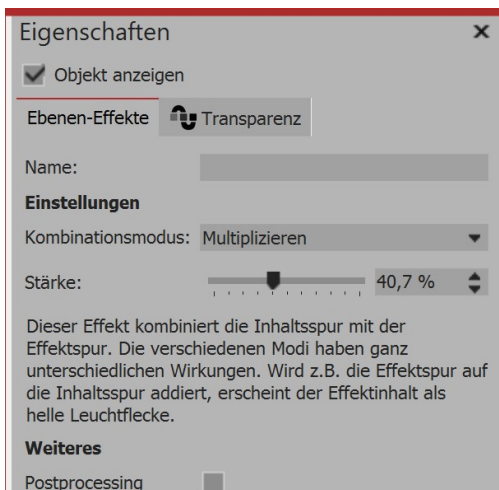 Eigenschaften
Objekt anzeigen
Ebenen-Effekte Transparenz
Name:
Einstellungen
Kombinationsmodus: Multiplizieren
Stärke: 40,7 %
Dieser Effekt kombiniert die Inhaltsspur mit der
Effektspur. Die verschiedenen Modi haben ganz
unterschiedlichen Wirkungen. Wird z.B. die Effektspur auf
die Inhaltsspur addiert, erscheint der Effektinhalt als
helle Leuchtflecke.
Weiteres
Postprocessing